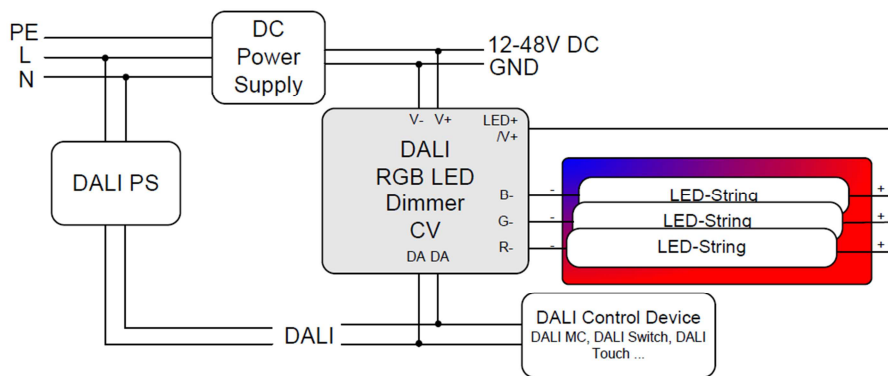 PE
L
N
DC
Power
Supply
12-48V DC
GND
V- V+ LED+
/V+
DALI
RGB LED
Dimmer
CV
B-
G-
R-
DA DA
DALI PS
- LED-String +
- LED-String +
- LED-String +
DALI
DALI Control Device
DALI MC, DALI Switch, DALI
Touch ...